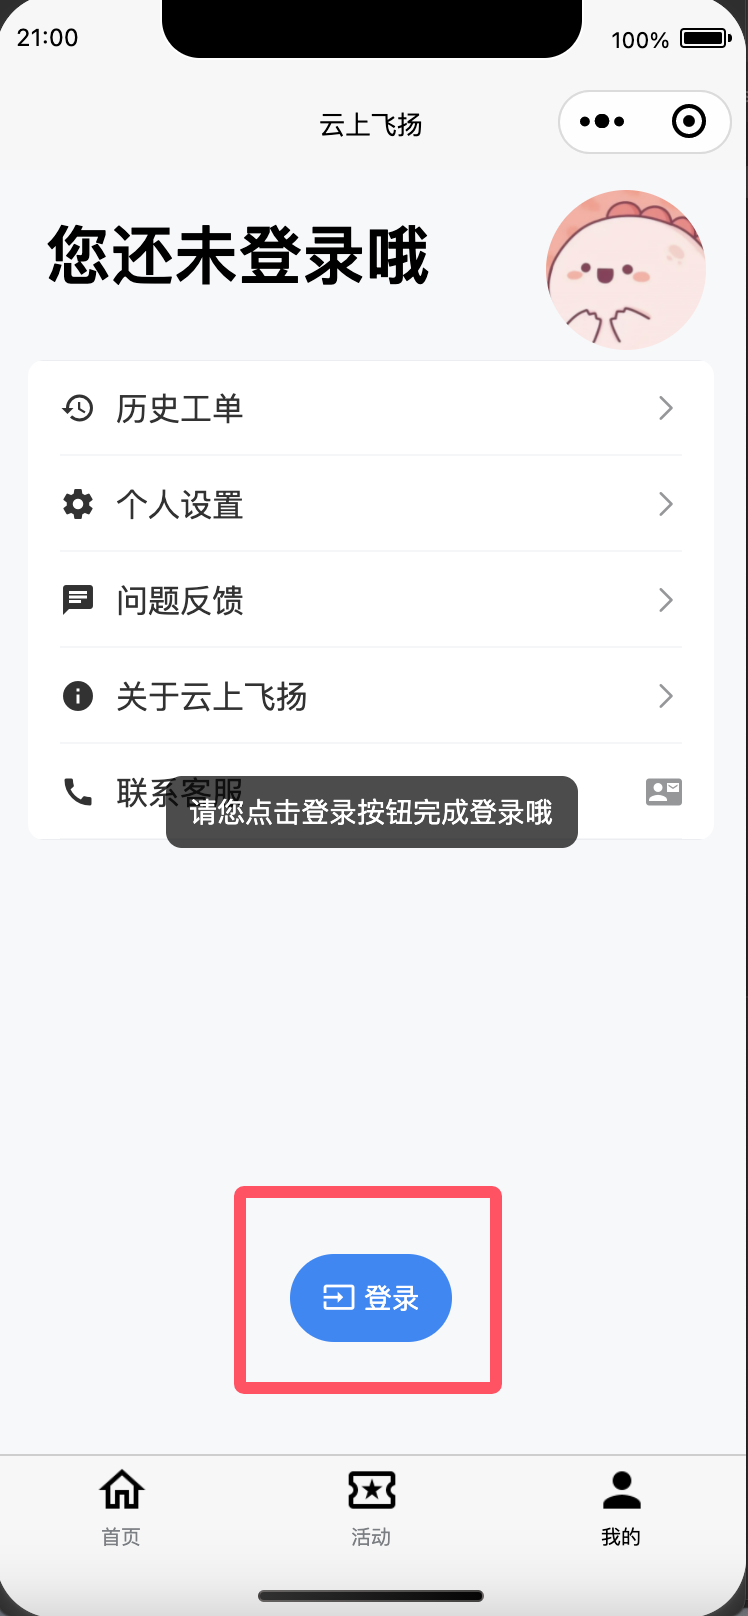 21:00
100%
云上飞扬
您还未登录哦
历史工单
个人设置
问题反馈
关于云上飞扬
联系客服
请您点击登录按钮完成登录哦
登录
首页
活动
我的